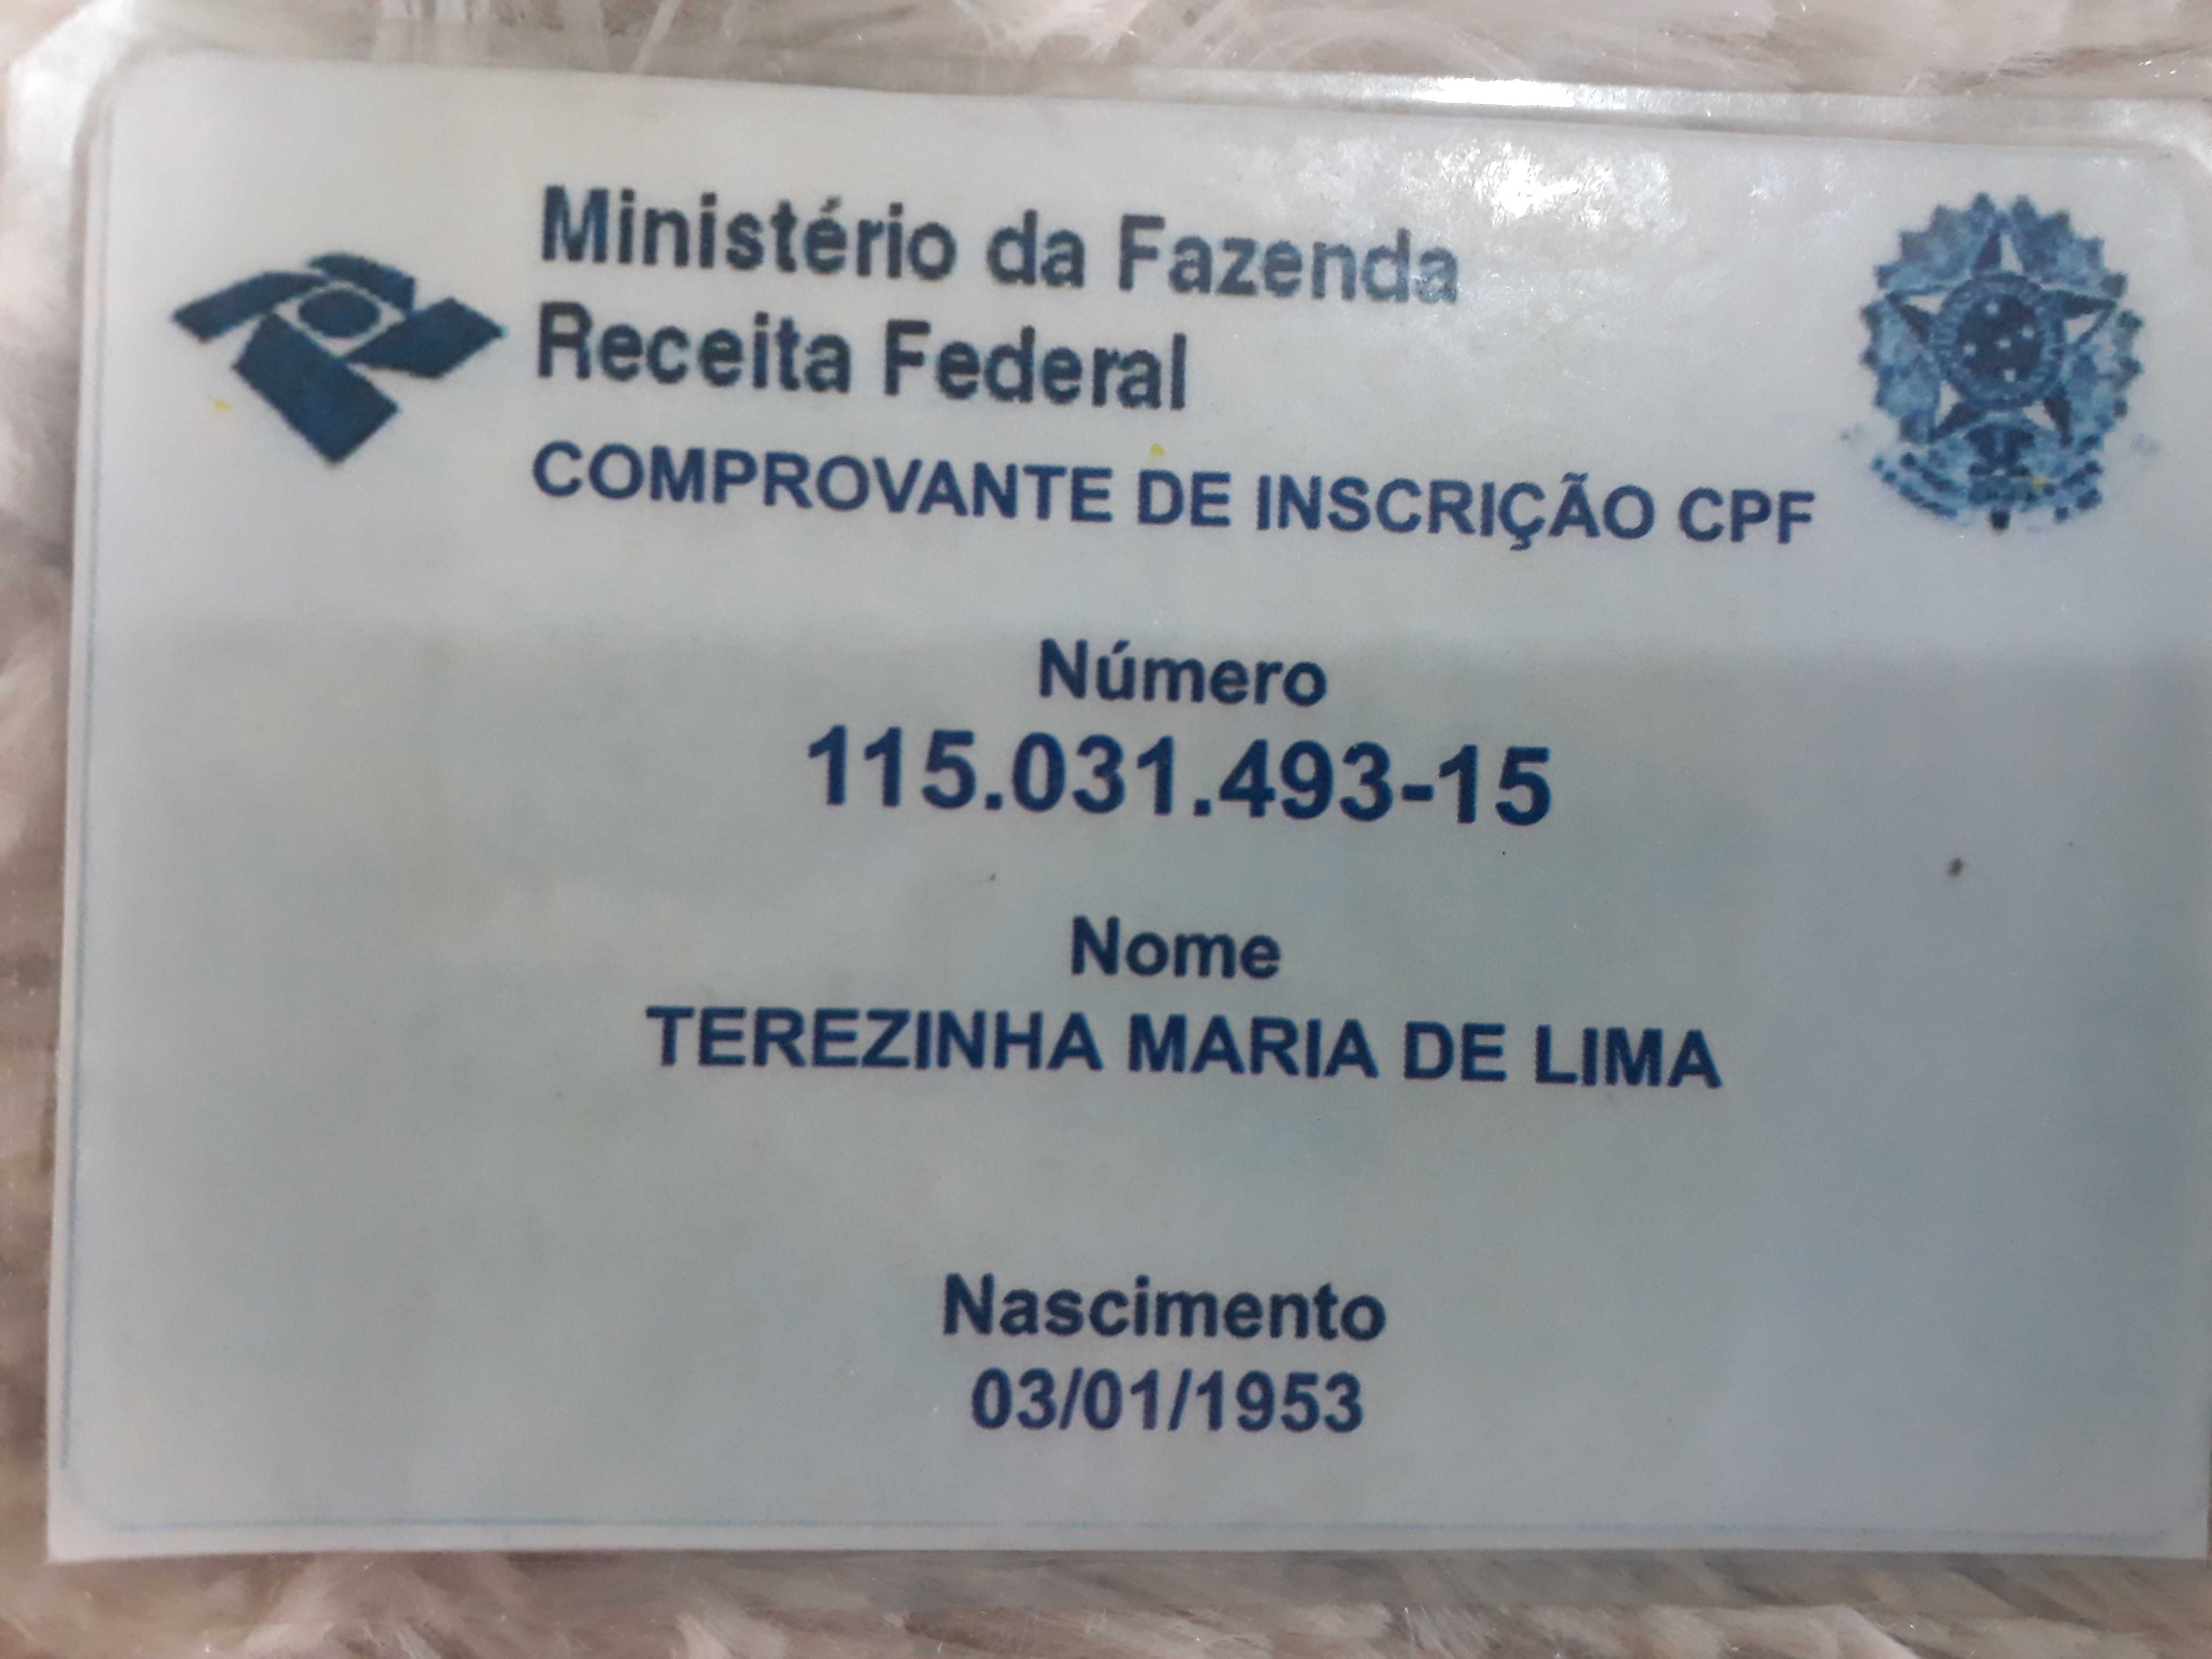 Ministério da Fazenda
Receita Federal
COMPROVANTE DE INSCRIÇÃO CPF
Número
115.031.493-15
Nome
TEREZINHA MARIA DE LIMA
Nascimento
03/01/1953